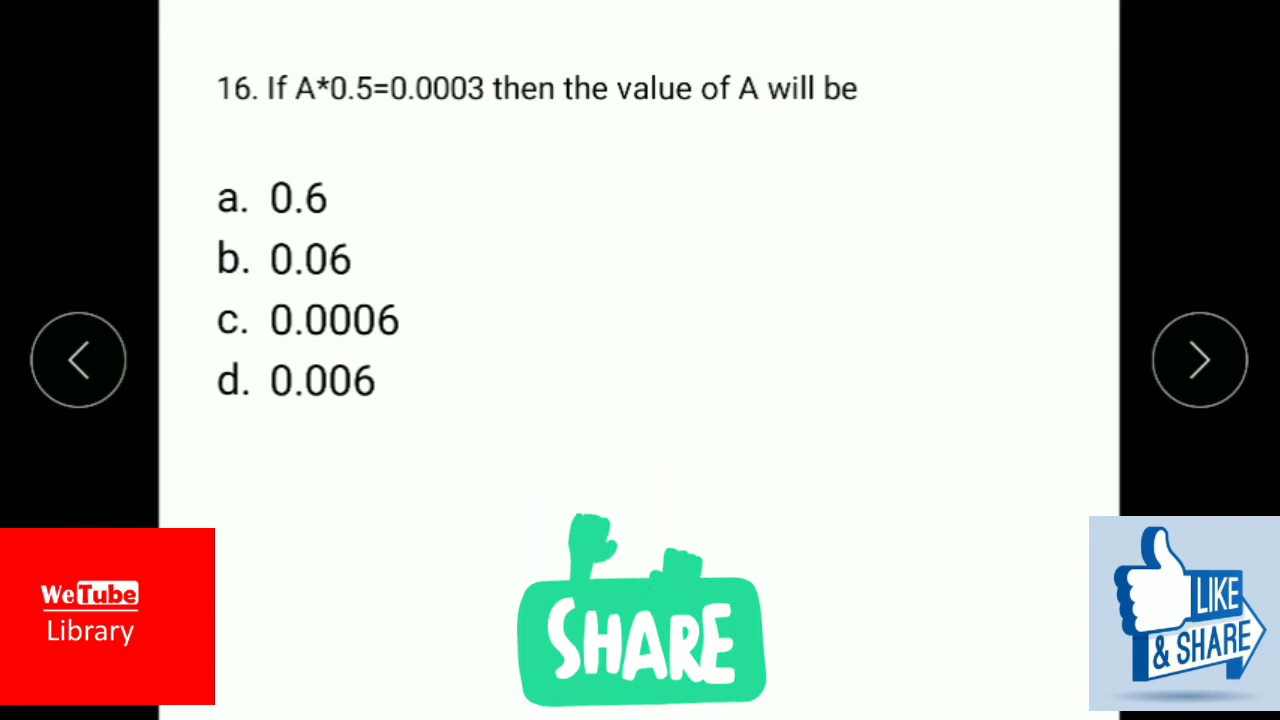 16. If A*0.5=0.0003 then the value of A will be
a. 0.6
b. 0.06
c. 0.0006
d. 0.006
WeTube
Library
SHARE
LIKE
& SHARE